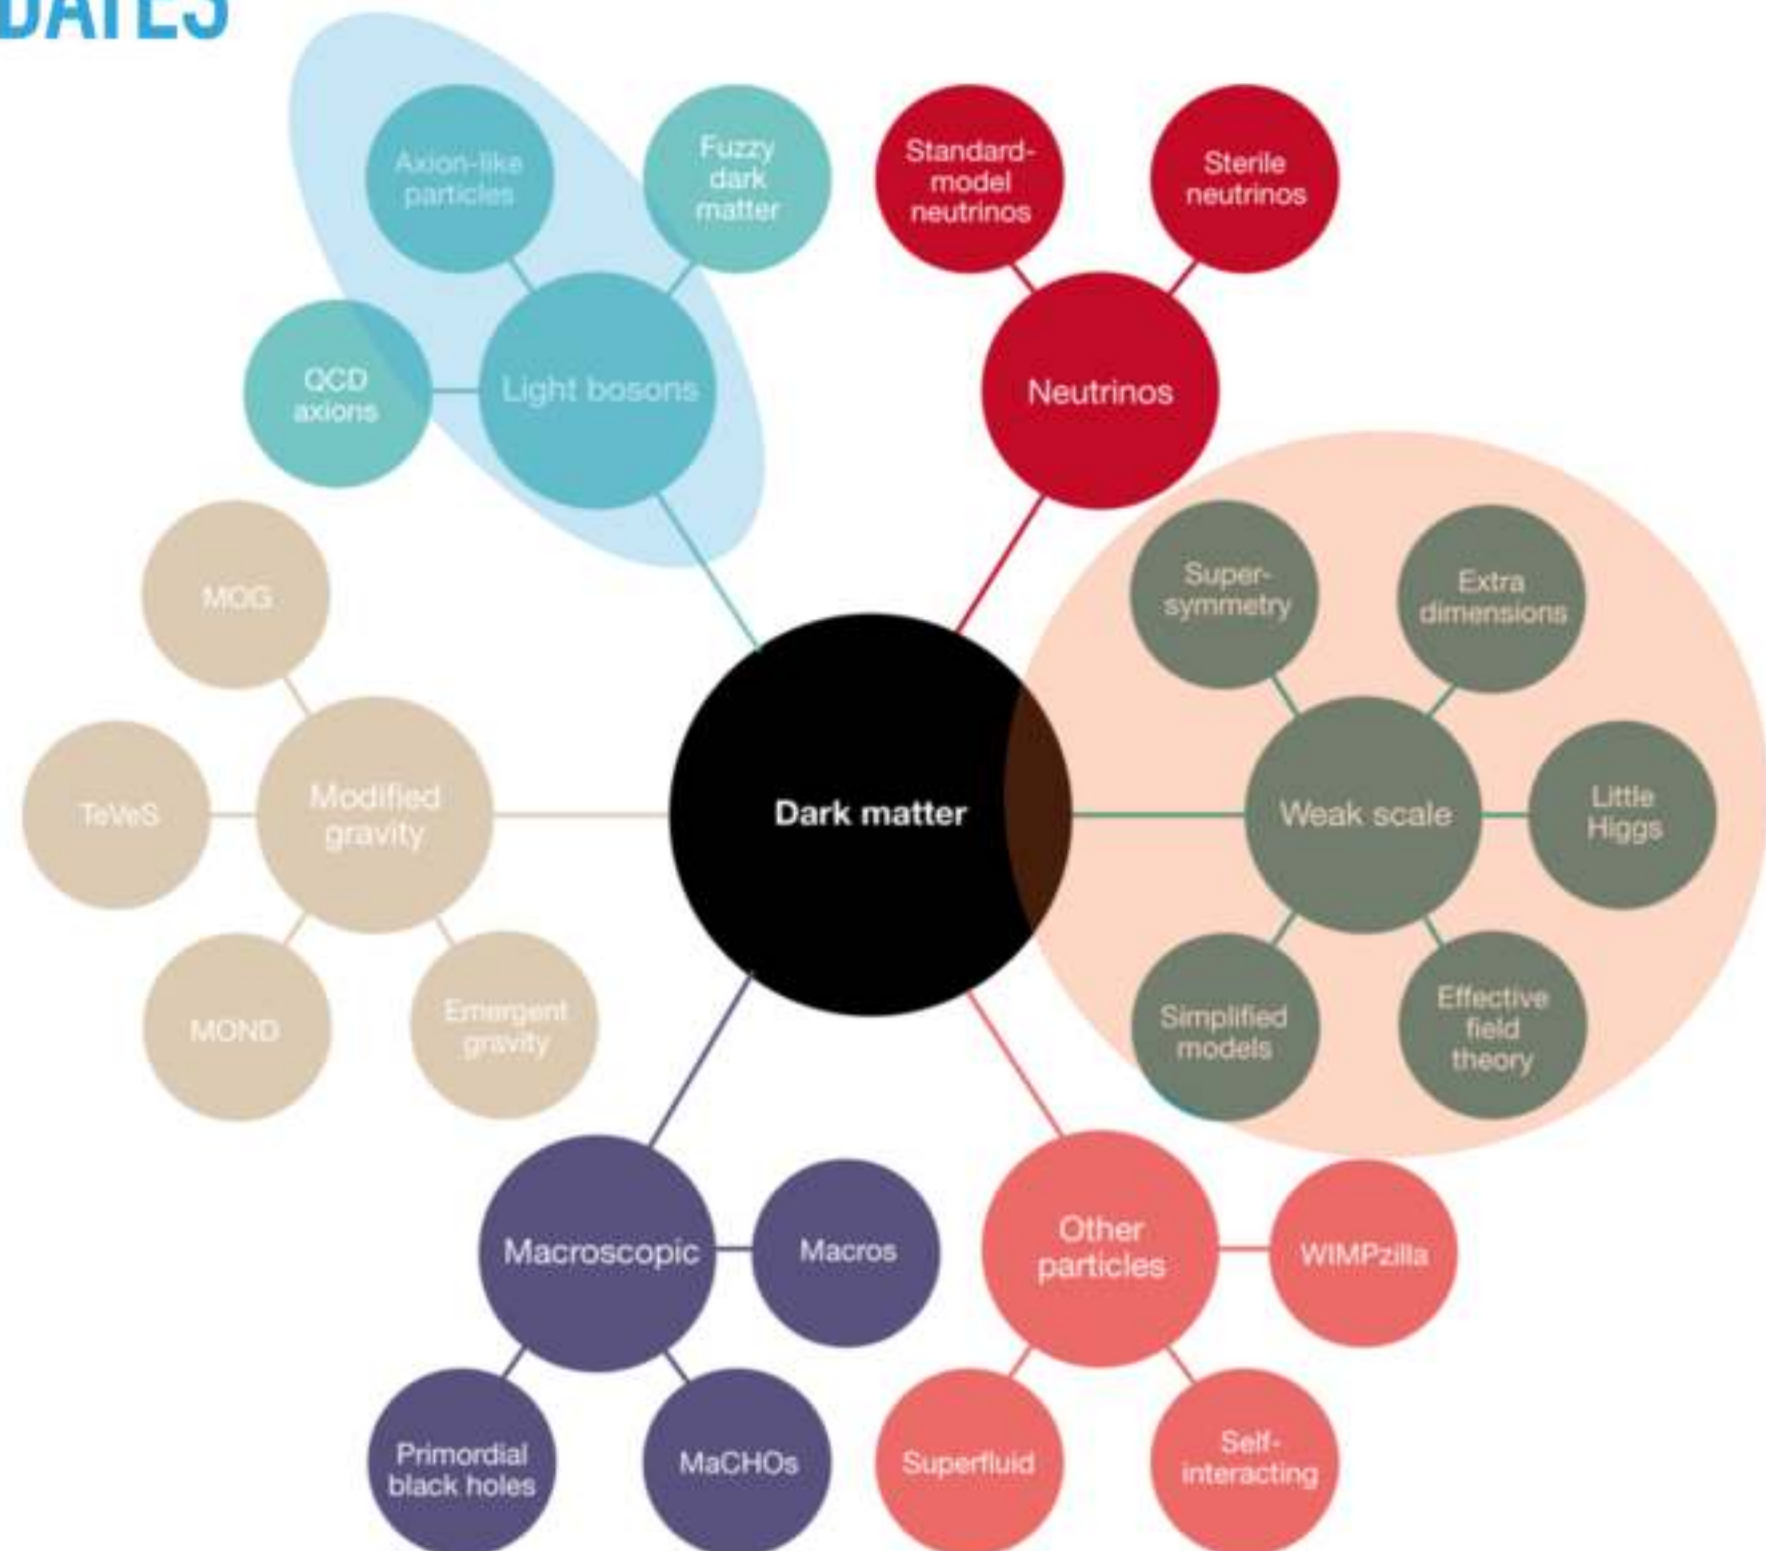 DATES
Axion-like
particles
Fuzzy
dark
matter
Standard-
model
neutrinos
Sterile
neutrinos
QCD
axions
Light bosons
Neutrinos
MOG
Super-
symmetry
Extra
dimensions
TeVeS
Modified
gravity
Dark matter
Weak scale
Little
Higgs
MOND
Emergent
gravity
Simplified
models
Effective
field
theory
Macroscopic
Macros
Other
particles
WIMPzilla
Primordial
black holes
MaCHOs
Superfluid
Self-
interacting